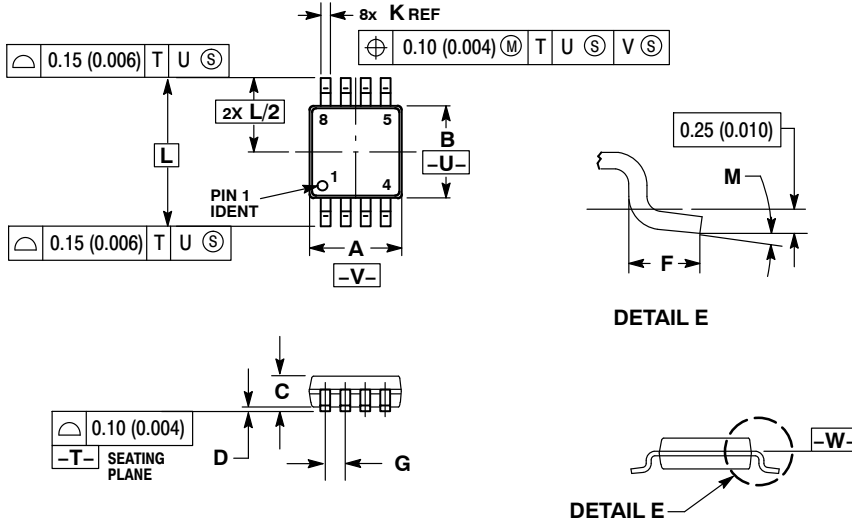 8x K REF
⌖ 0.10 (0.004) Ⓜ T U Ⓢ V Ⓢ
⌓ 0.15 (0.006) T U Ⓢ
2X L/2
8 5
B
-U-
L
1 4
PIN 1
IDENT
⌓ 0.15 (0.006) T U Ⓢ
A
-V-
0.25 (0.010)
M
F
DETAIL E
C
⌓ 0.10 (0.004)
-T- SEATING
PLANE
D
G
-W-
DETAIL E